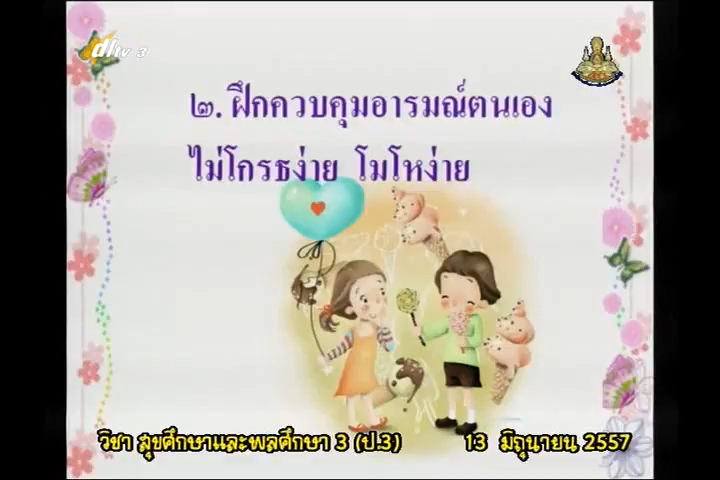 dltv 3
๒. ฝึกควบคุมอารมณ์ตนเอง
ไม่โกรธง่าย โมโหง่าย
วิชา สุขศึกษาและพลศึกษา 3 (ป.3) 13 มิถุนายน 2557